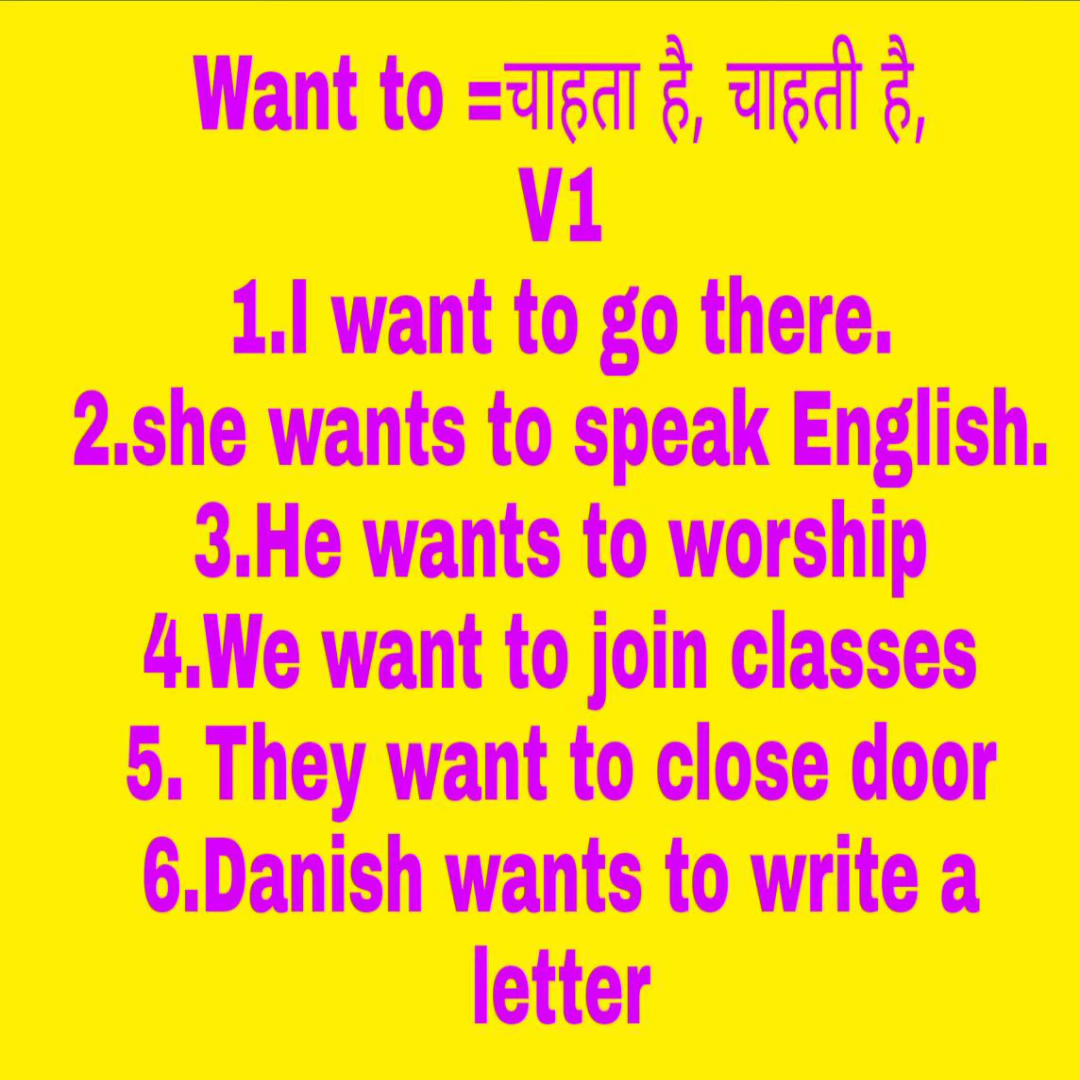 Want to =चाहता है, चाहती है,
V1
1.I want to go there.
2.she wants to speak English.
3.He wants to worship
4.We want to join classes
5. They want to close door
6.Danish wants to write a
letter